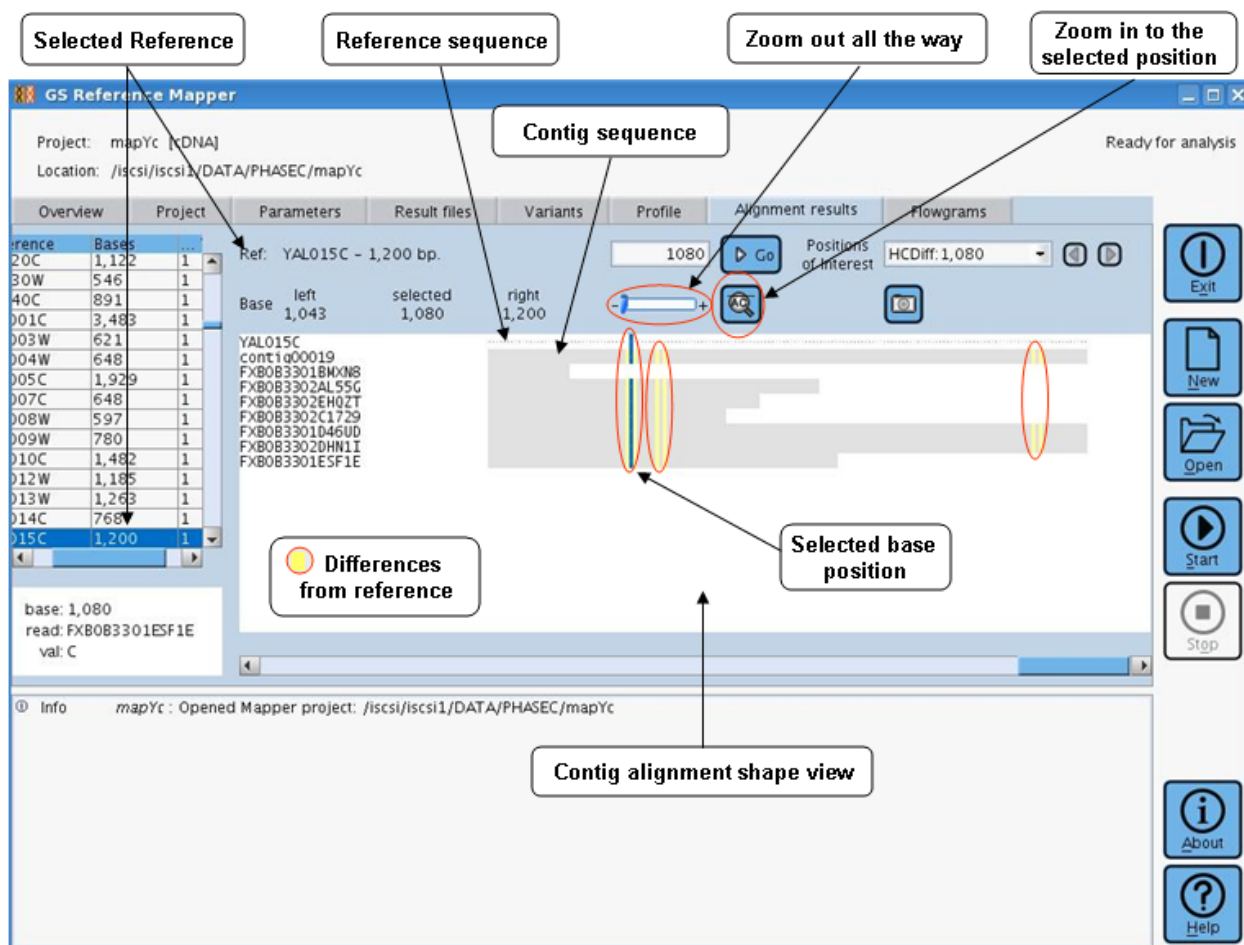 Selected Reference
Reference sequence
Zoom out all the way
Zoom in to the
selected position
GS Reference Mapper
Contig sequence
Project: mapYc [cDNA]
Ready for analysis
Location: /iscsi/iscsi1/DATA/PHASEC/mapYc
Overview Project Parameters Result files Variants Profile Alignment results Flowgrams
erence Bases ...
20C 1,122 1
30W 546 1
40C 891 1
001C 3,483 1
003W 621 1
004W 648 1
005C 1,929 1
007C 648 1
008W 597 1
009W 780 1
010C 1,482 1
012W 1,185 1
013W 1,263 1
014C 768 1
015C 1,200 1
Ref: YAL015C - 1,200 bp.
1080 Go
Positions
of Interest
HCDiff:1,080
Base left selected right
1,043 1,080 1,200
- +
AC
YAL015C
contig00019
FXB0B3301BMXN8
FXB0B3302AL55G
FXB0B3302EHQZT
FXB0B3302C1729
FXB0B3301D46UD
FXB0B3302DHN1I
FXB0B3301ESF1E
Differences
from reference
Selected base
position
base: 1,080
read: FXB0B3301ESF1E
val: C
Info mapYc : Opened Mapper project: /iscsi/iscsi1/DATA/PHASEC/mapYc
Contig alignment shape view
Exit
New
Open
Start
Stop
About
Help